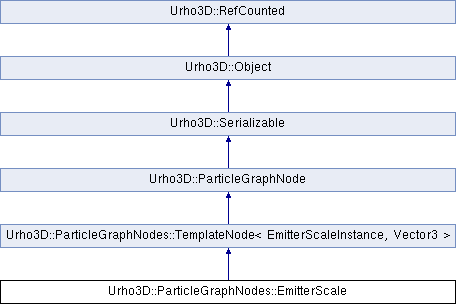 Urho3D::RefCounted
Urho3D::Object
Urho3D::Serializable
Urho3D::ParticleGraphNode
Urho3D::ParticleGraphNodes::TemplateNode< EmitterScaleInstance, Vector3 >
Urho3D::ParticleGraphNodes::EmitterScale